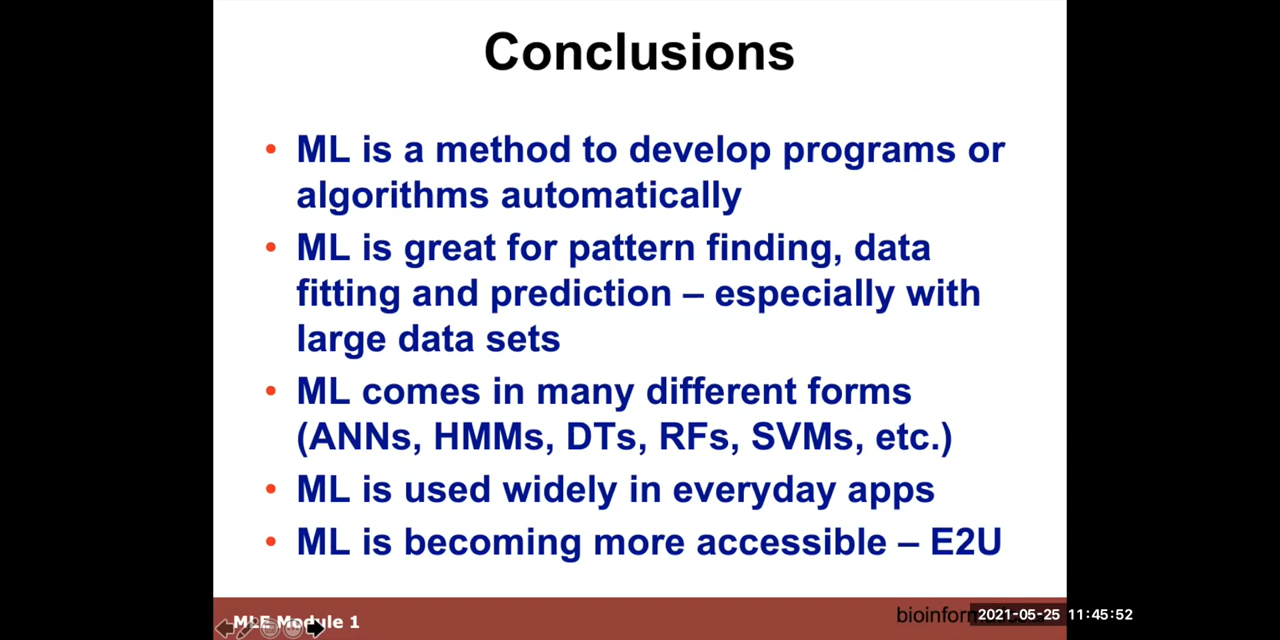 Conclusions
• ML is a method to develop programs or
algorithms automatically
• ML is great for pattern finding, data
fitting and prediction – especially with
large data sets
• ML comes in many different forms
(ANNs, HMMs, DTs, RFs, SVMs, etc.)
• ML is used widely in everyday apps
• ML is becoming more accessible – E2U
MLE Module 1
2021-05-25 11:45:52